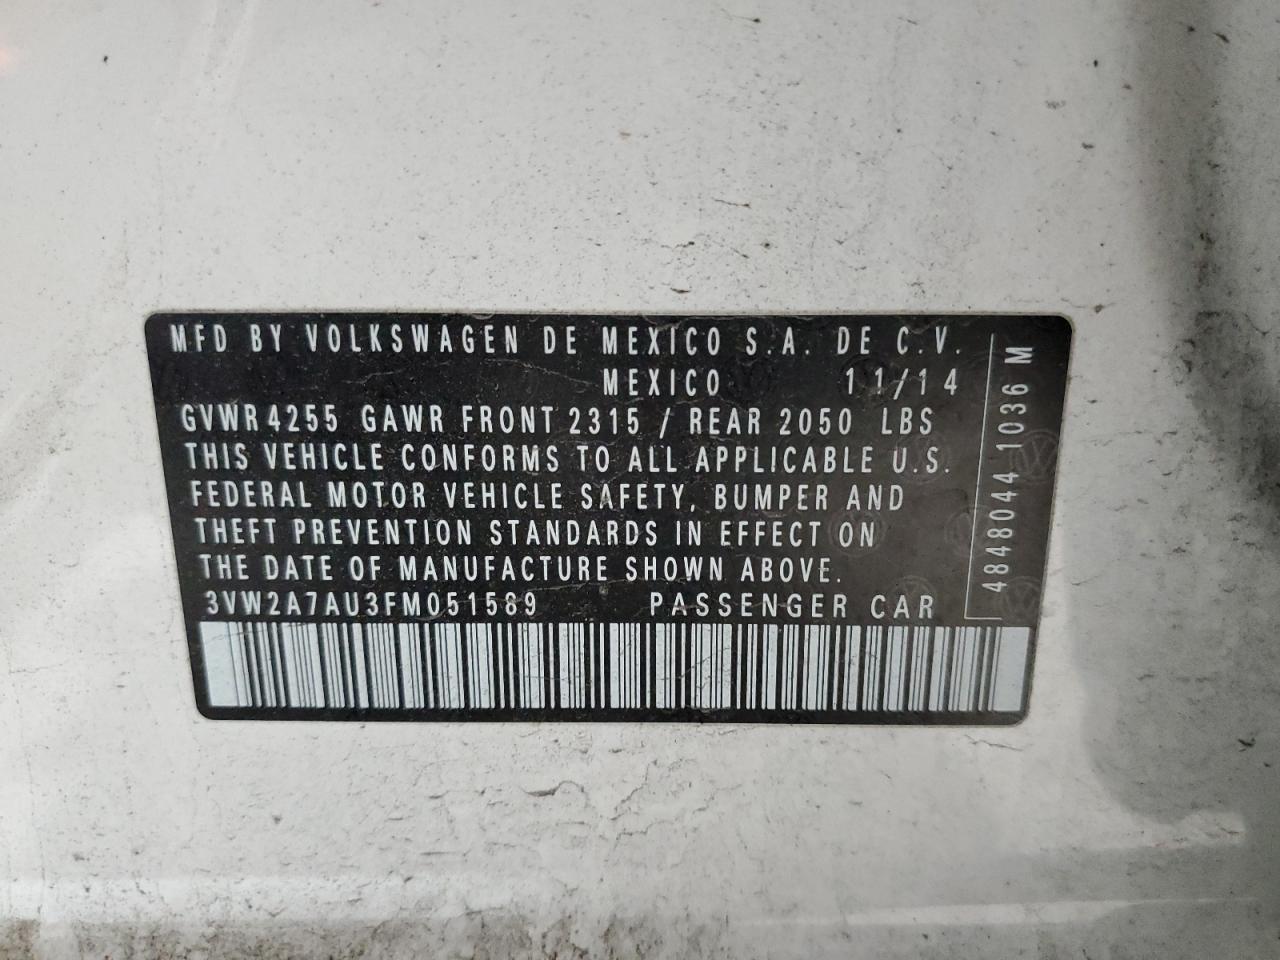 MFD BY VOLKSWAGEN DE MEXICO S.A. DE C.V.
MEXICO 11/14
GVWR 4255 GAWR FRONT 2315 / REAR 2050 LBS
THIS VEHICLE CONFORMS TO ALL APPLICABLE U.S.
FEDERAL MOTOR VEHICLE SAFETY, BUMPER AND
THEFT PREVENTION STANDARDS IN EFFECT ON
THE DATE OF MANUFACTURE SHOWN ABOVE.
3VW2A7AU3FM051589 PASSENGER CAR
4848044 1036 M